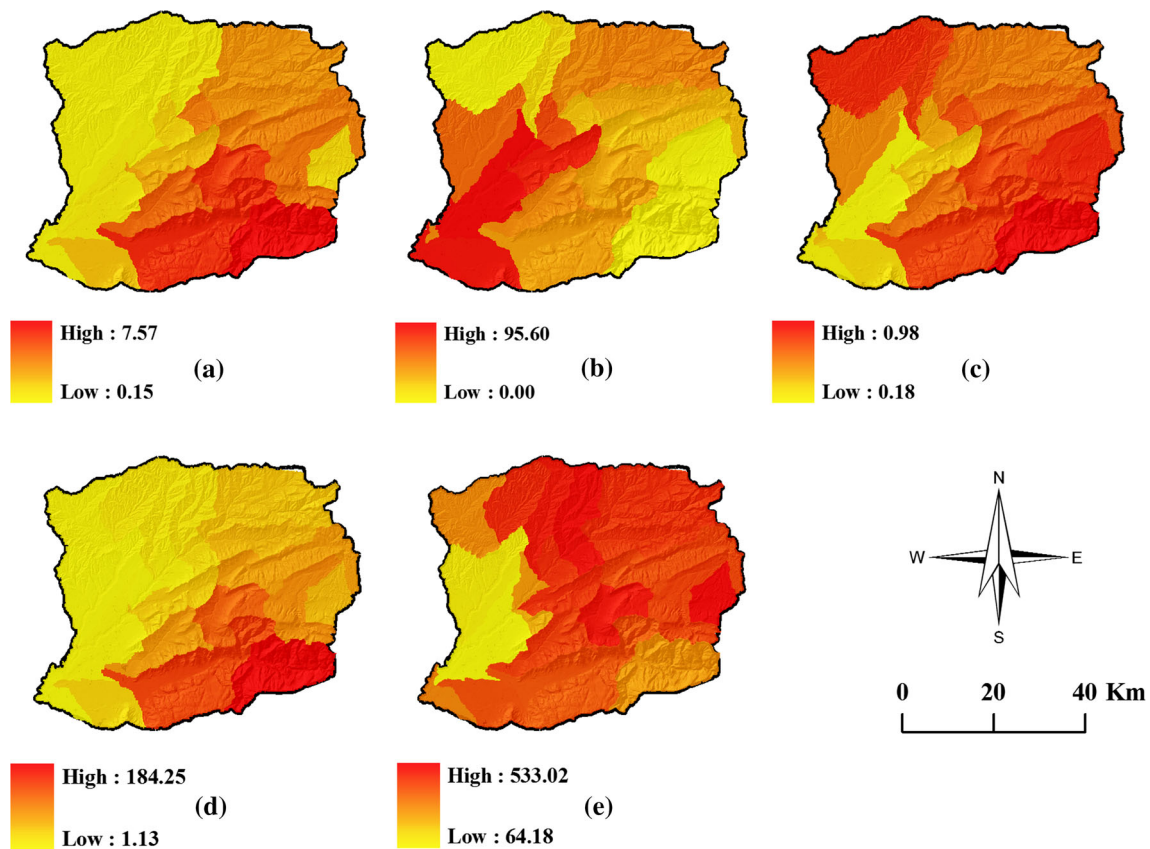 High : 7.57
Low : 0.15
(a)
High : 95.60
Low : 0.00
(b)
High : 0.98
Low : 0.18
(c)
High : 184.25
Low : 1.13
(d)
High : 533.02
Low : 64.18
(e)
N
W E
S
0 20 40 Km